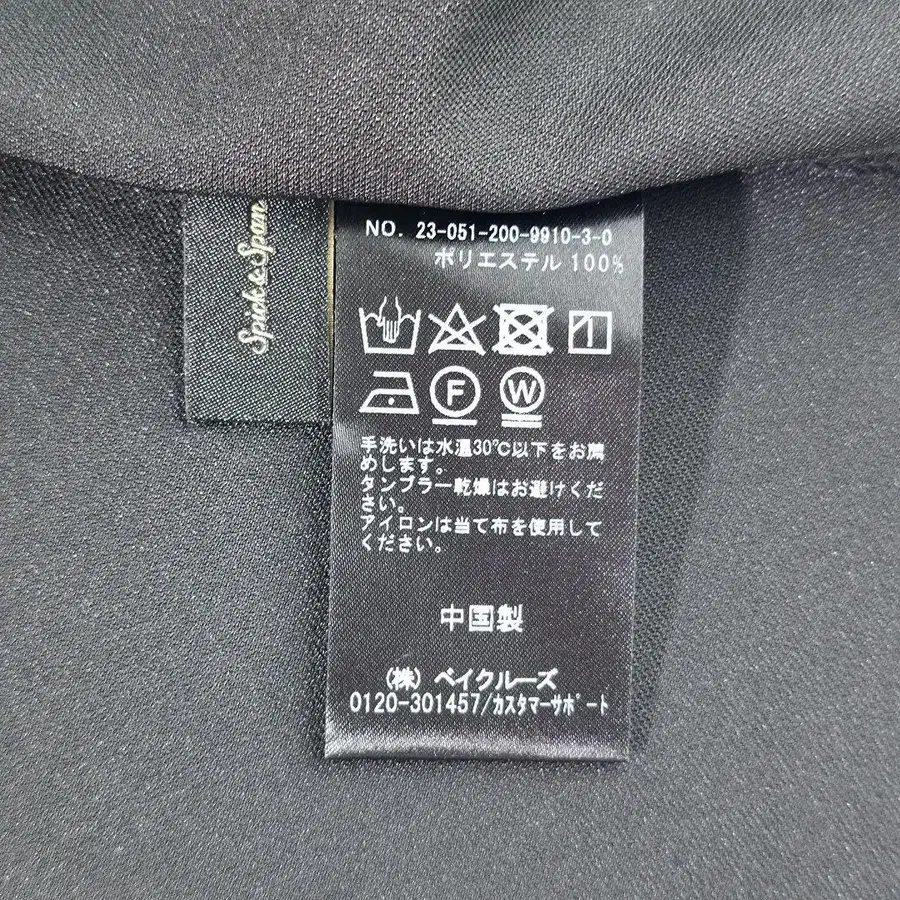 Spick & Span
NO. 23-051-200-9910-3-0
ポリエステル 100%
F
W
手洗いは水温30℃以下をお薦
めします。
タンブラー乾燥はお避けくだ
さい。
アイロンは当て布を使用して
ください。
中国製
(株) ベイクルーズ
0120-301457/カスタマーサポート